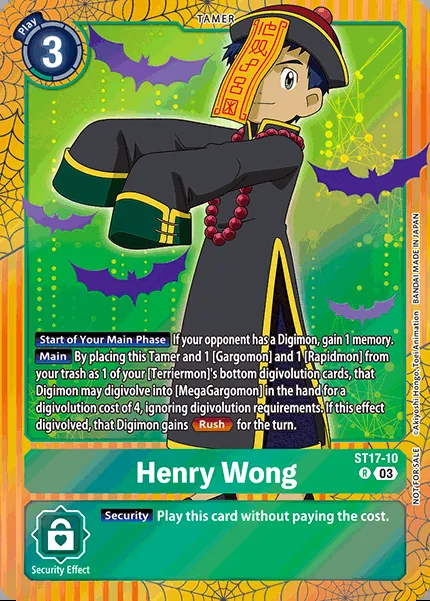 TAMER
Play
3
Start of Your Main Phase If your opponent has a Digimon, gain 1 memory.
Main By placing this Tamer and 1 [Gargomon] and 1 [Rapidmon] from
your trash as 1 of your [Terriermon]'s bottom digivolution cards, that
Digimon may digivolve into [MegaGargomon] in the hand for a
digivolution cost of 4, ignoring digivolution requirements. If this effect
digivolved, that Digimon gains Rush for the turn.
©Akiyoshi Hongo, Toei Animation BANDAI MADE IN JAPAN
NOT FOR SALE
ST17-10
Henry Wong
R 03
Security Play this card without paying the cost.
Security Effect